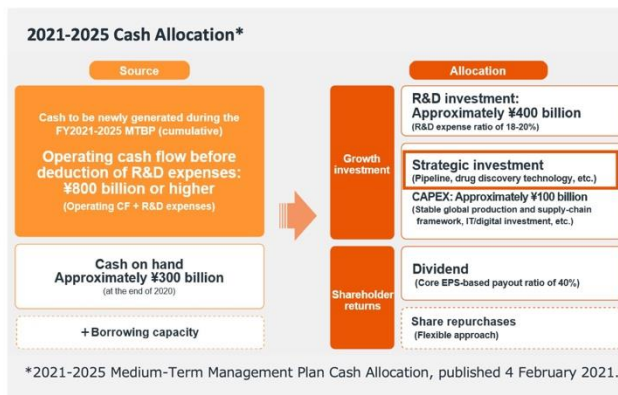 2021-2025 Cash Allocation*
Source
Cash to be newly generated during the
FY2021-2025 MTBP (cumulative)
Operating cash flow before
deduction of R&D expenses:
¥800 billion or higher
(Operating CF + R&D expenses)
Cash on hand
Approximately ¥300 billion
(at the end of 2020)
+Borrowing capacity
Allocation
Growth
investment
R&D investment:
Approximately ¥400 billion
(R&D expense ratio of 18-20%)
Strategic investment
(Pipeline, drug discovery technology, etc.)
CAPEX: Approximately ¥100 billion
(Stable global production and supply-chain
framework, IT/digital investment, etc.)
Shareholder
returns
Dividend
(Core EPS-based payout ratio of 40%)
Share repurchases
(Flexible approach)
*2021-2025 Medium-Term Management Plan Cash Allocation, published 4 February 2021.